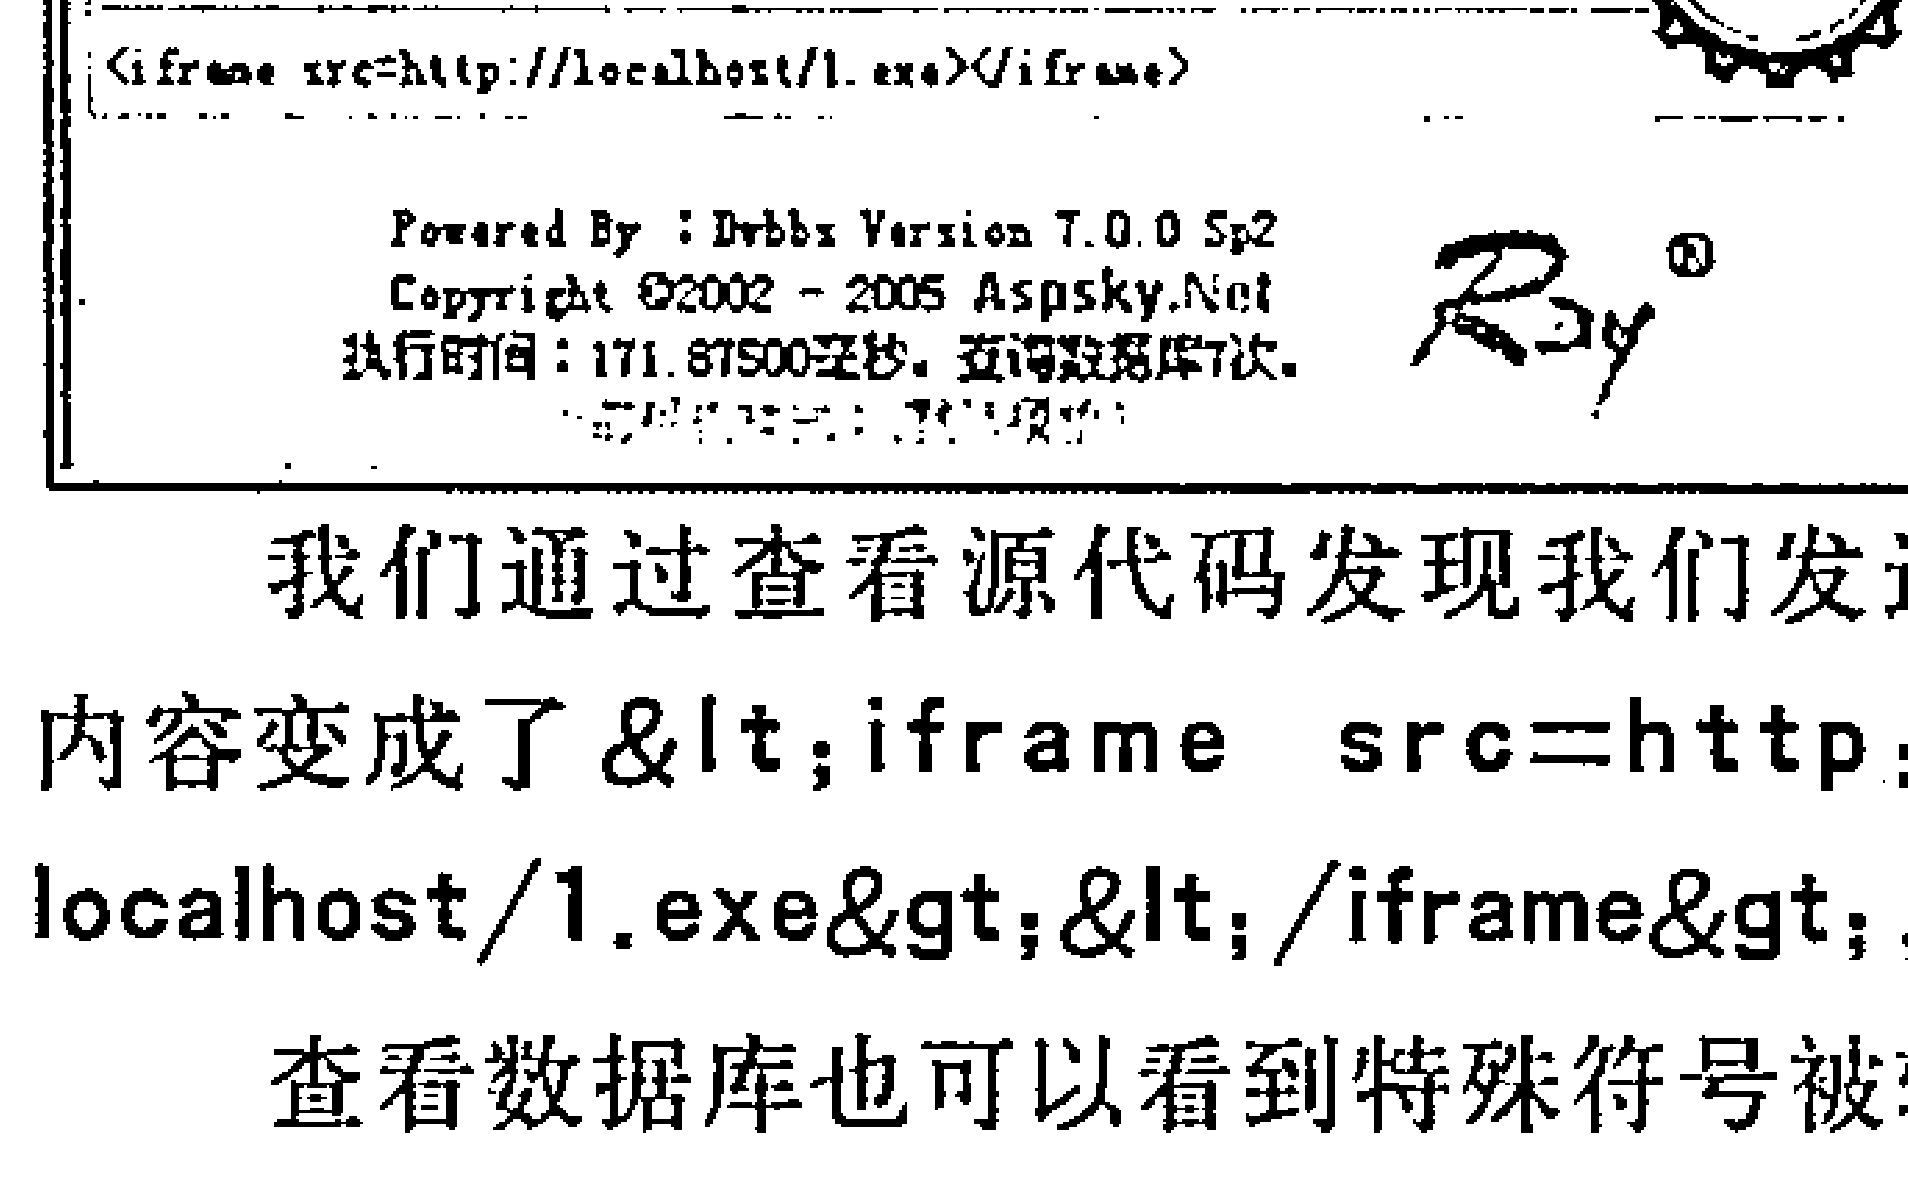 <iframe src=http://localhost/1.exe></iframe>
Powered By ：Dvbbs Version 7.0.0 Sp2
Copyright ©2002 - 2005 Aspsky.Net
执行时间：171.87500毫秒。查询数据库7次。
Ray®
我们通过查看源代码发现我们发
内容变成了&lt;iframe src=http:
localhost/1.exe&gt;&lt;/iframe&gt;
查看数据库也可以看到特殊符号被